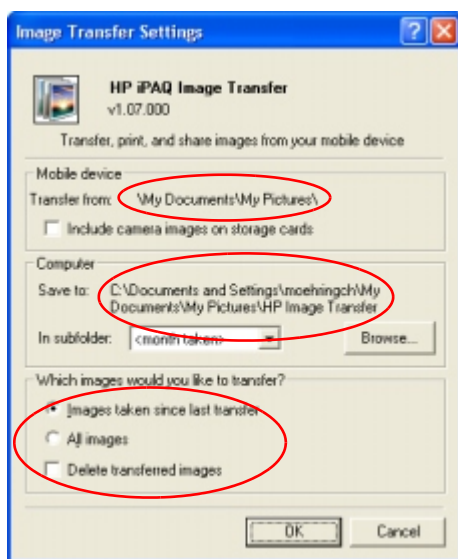 Image Transfer Settings
HP iPAQ Image Transfer
v1.07.000
Transfer, print, and share images from your mobile device
Mobile device
Transfer from: \My Documents\My Pictures\
Include camera images on storage cards
Computer
Save to: C:\Documents and Settings\moehringch\My
Documents\My Pictures\HP Image Transfer
In subfolder: <month taken> Browse...
Which images would you like to transfer?
Images taken since last transfer
All images
Delete transferred images
OK Cancel